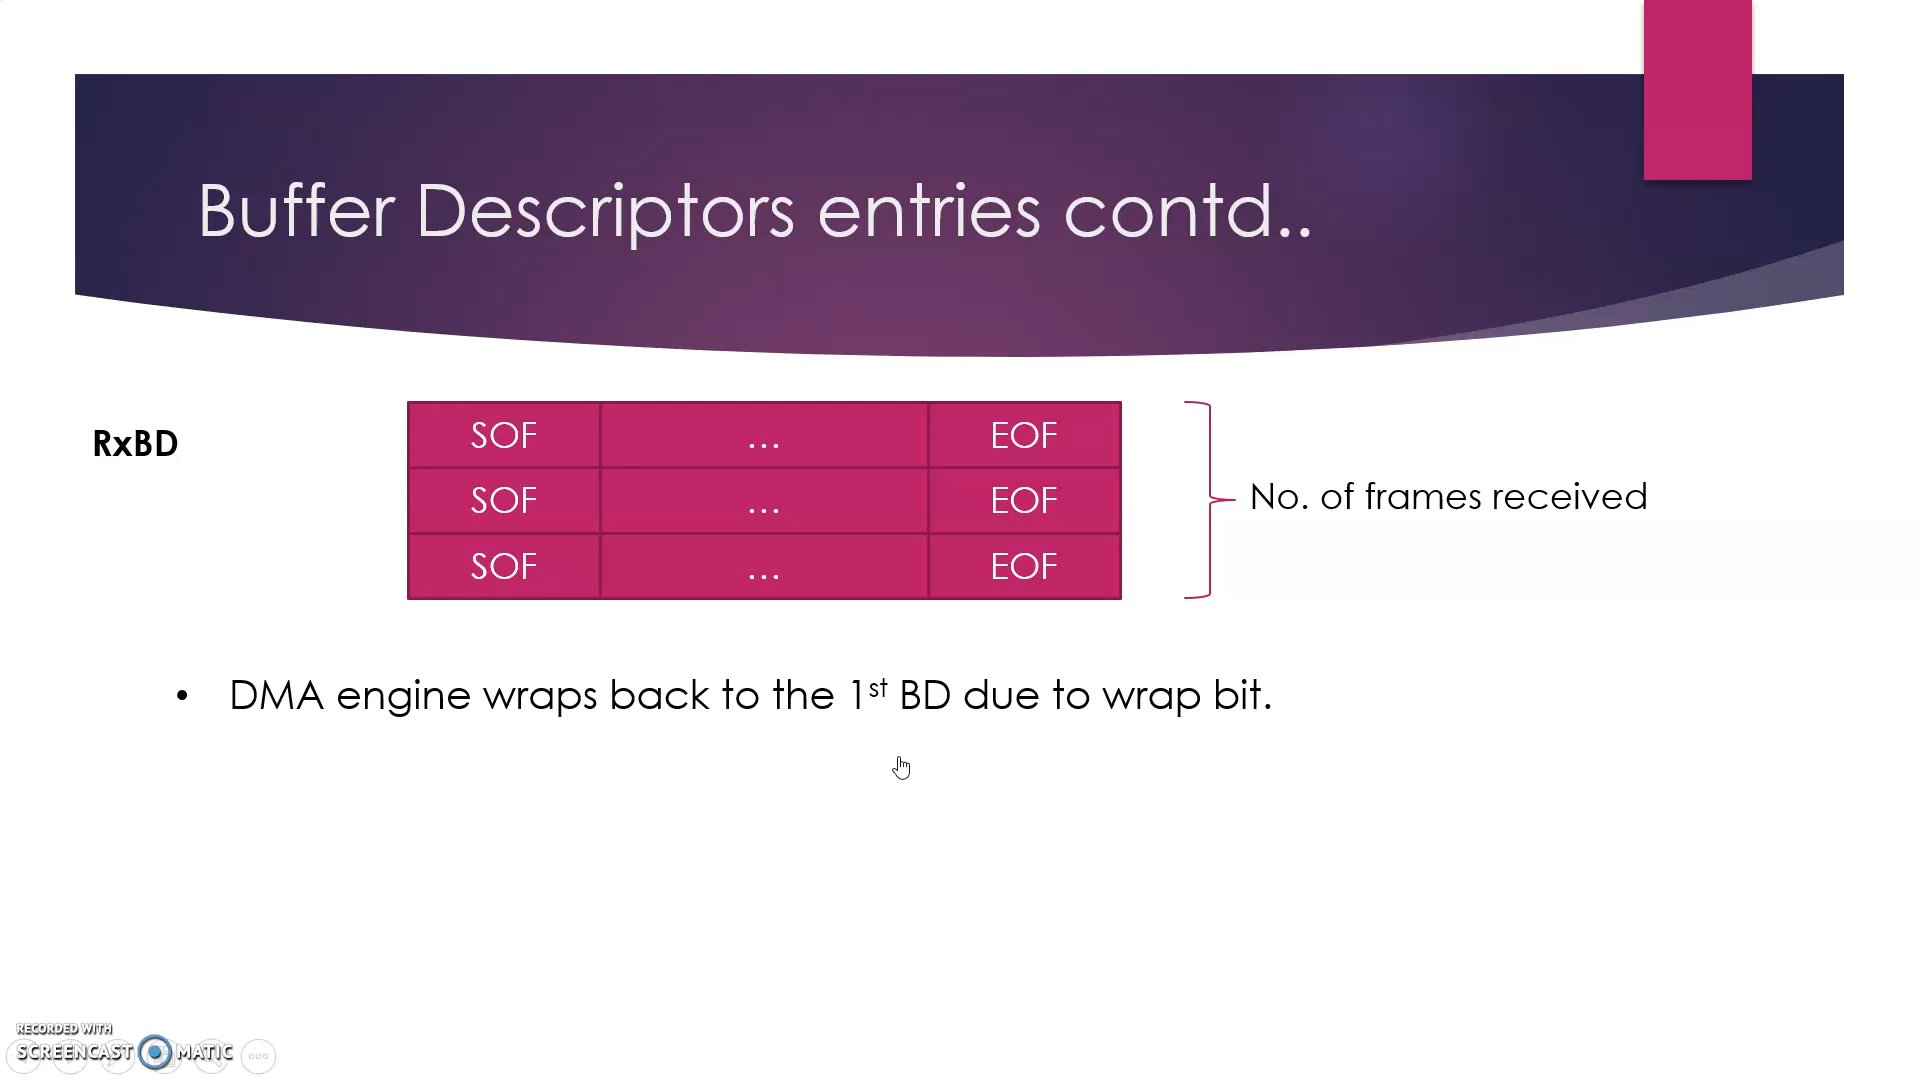 Buffer Descriptors entries contd..
RxBD
SOF ... EOF
SOF ... EOF
SOF ... EOF
No. of frames received
• DMA engine wraps back to the 1st BD due to wrap bit.
RECORDED WITH
SCREENCAST MATIC